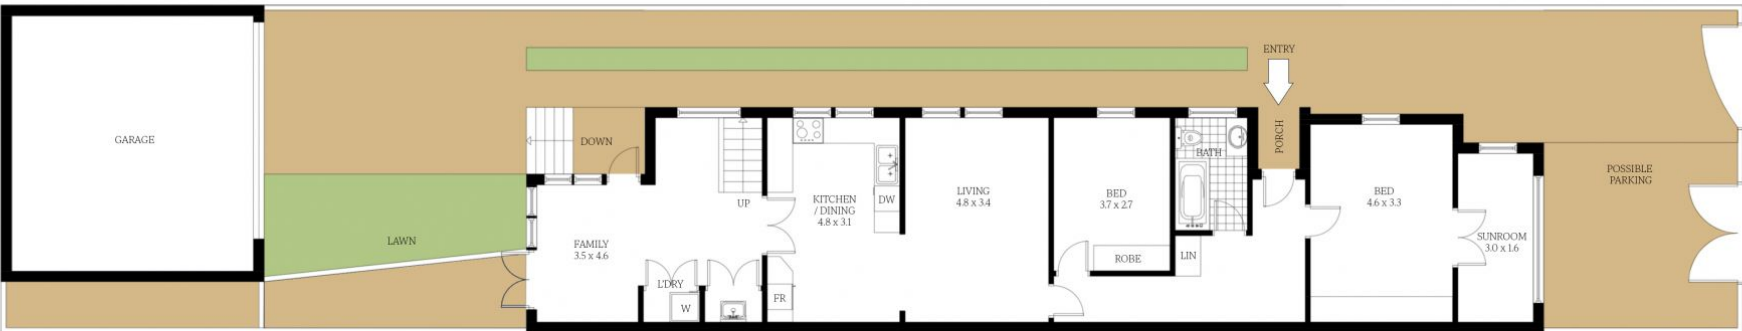 GARAGE
LAWN
DOWN
FAMILY
3.5 x 4.6
UP
L'DRY
W
KITCHEN
/ DINING
4.8 x 3.1
DW
FR
LIVING
4.8 x 3.4
BED
3.7 x 2.7
ROBE
BATH
LIN
ENTRY
PORCH
BED
4.6 x 3.3
SUNROOM
3.0 x 1.6
POSSIBLE
PARKING